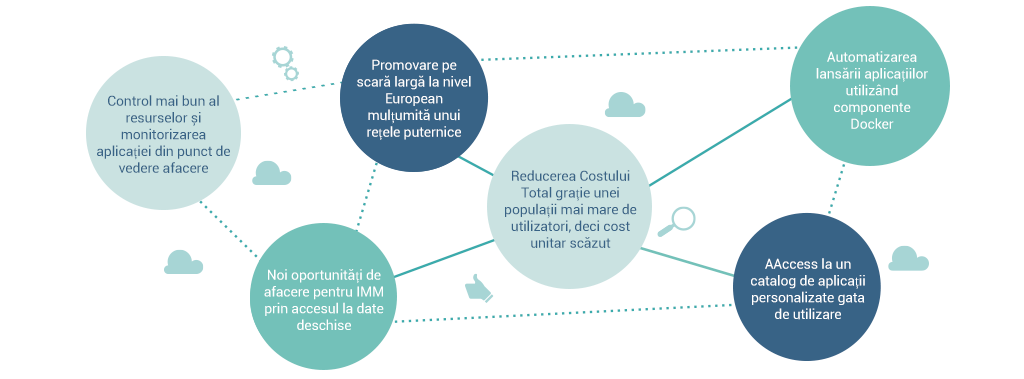 Control mai bun al
resurselor și
monitorizarea
aplicației din punct de
vedere afacere
Promovare pe
scară largă la nivel
European
mulțumită unui
rețele puternice
Automatizarea
lansării aplicațiilor
utilizând
componente
Docker
Reducerea Costului
Total grație unei
populații mai mare de
utilizatori, deci cost
unitar scăzut
Noi oportunități de
afacere pentru IMM
prin accesul la date
deschise
AAccess la un
catalog de aplicații
personalizate gata
de utilizare